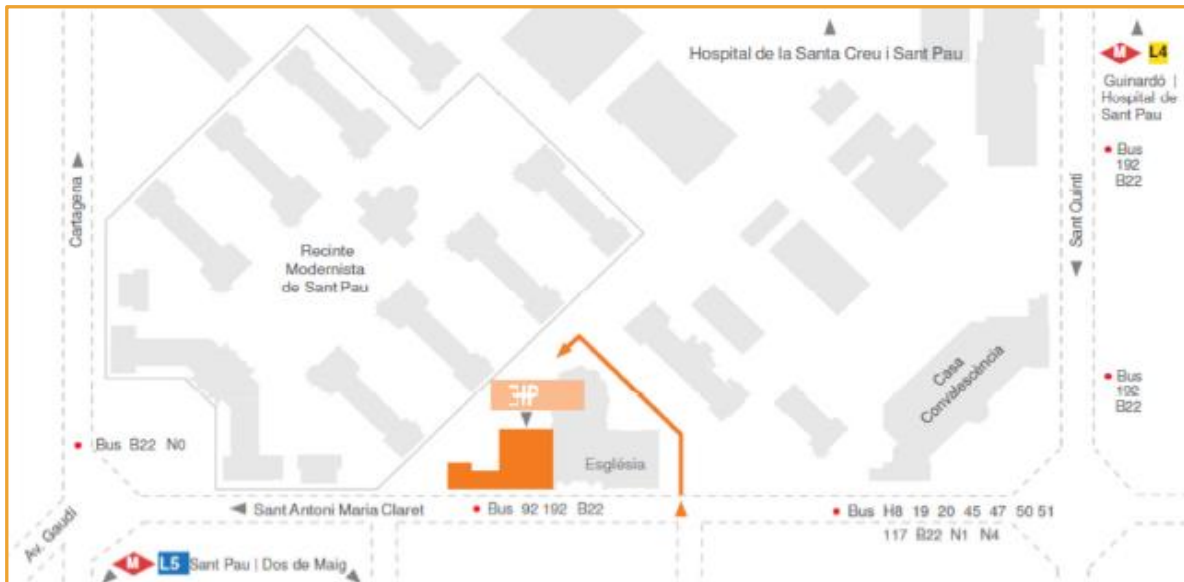 Hospital de la Santa Creu i Sant Pau
M L4
Guinardó |
Hospital de
Sant Pau
Bus
192
B22
Cartagena
Sant Quintí
Recinte
Modernista
de Sant Pau
Casa
Convalescència
Bus
192
B22
Bus B22 N0
Església
Sant Antoni Maria Claret
Bus 92 192 B22
Bus H8 19 20 45 47 50 51
117 B22 N1 N4
Av. Gaudí
M L5 Sant Pau | Dos de Maig